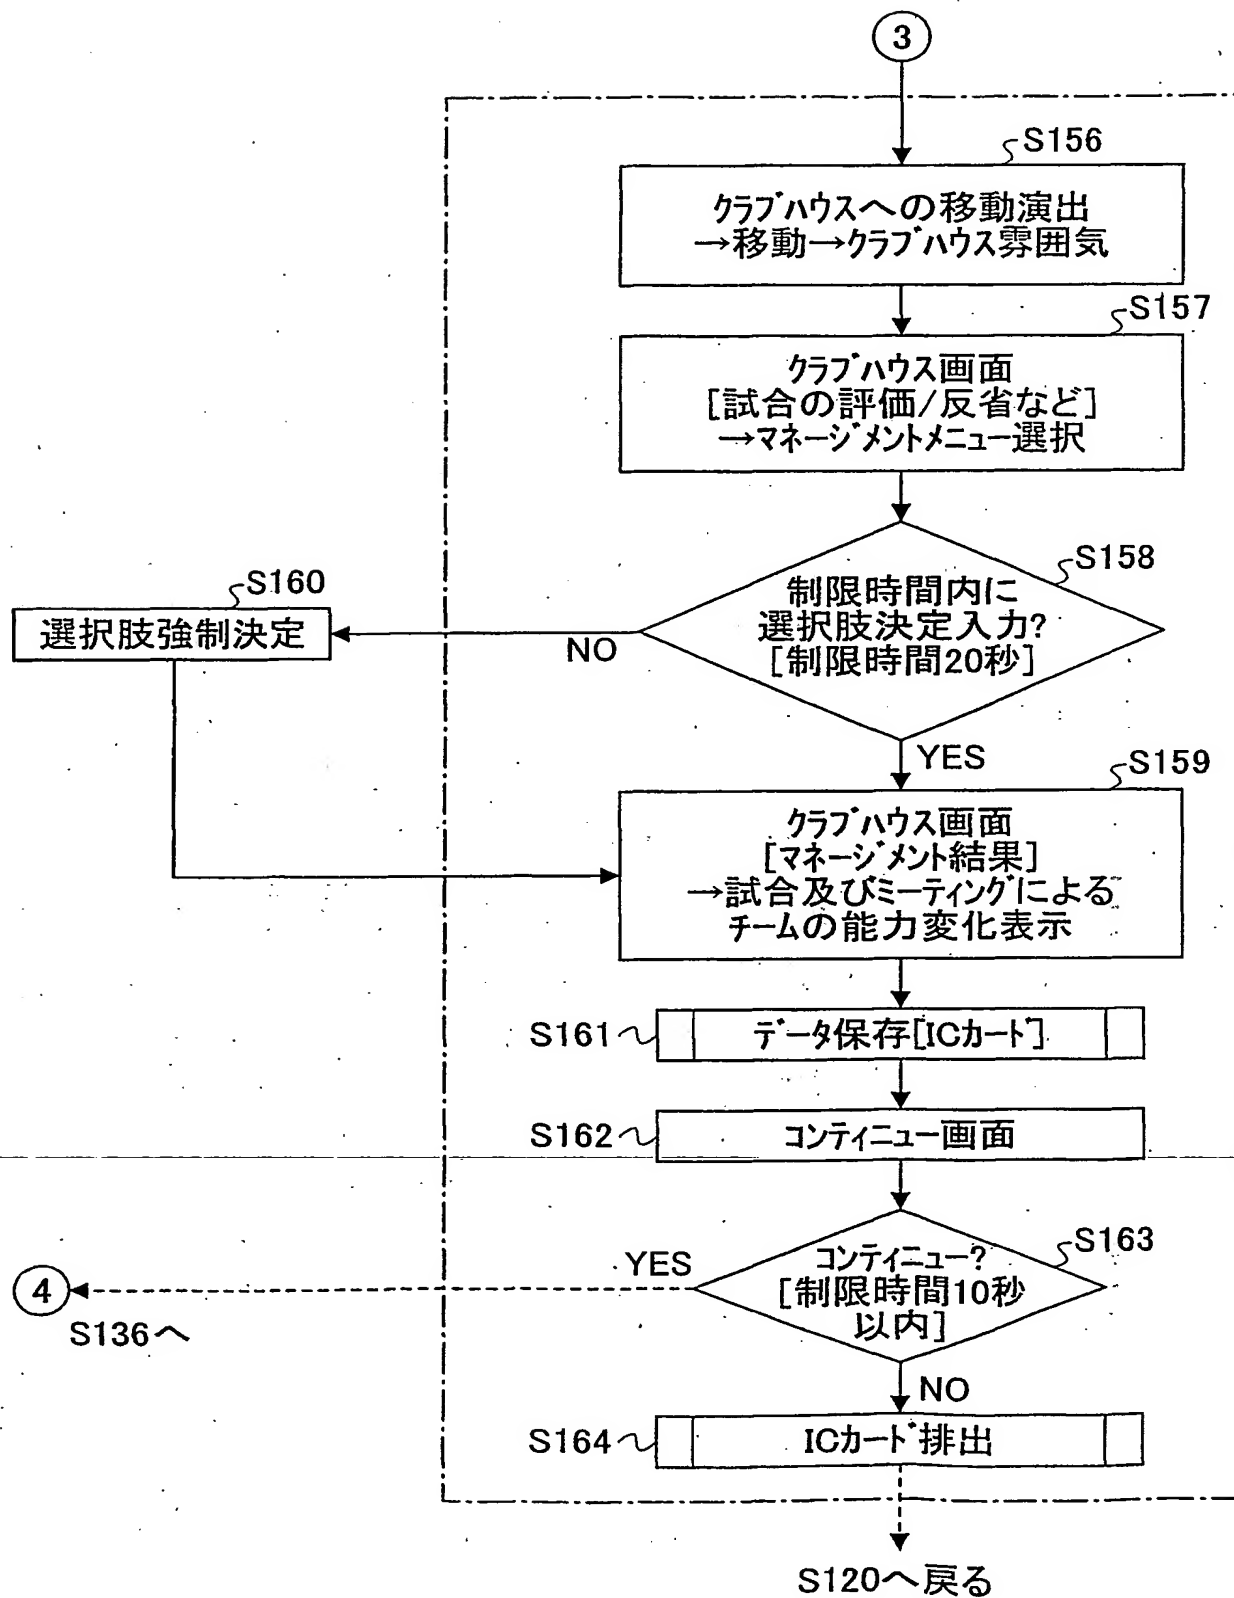 3
S156
クラブハウスへの移動演出
→移動→クラブハウス雰囲気
S157
クラブハウス画面
[試合の評価/反省など]
→マネージメントメニュー選択
S158
制限時間内に
選択肢決定入力?
[制限時間20秒]
S160
選択肢強制決定
NO
YES
S159
クラブハウス画面
[マネージメント結果]
→試合及びミーティングによる
チームの能力変化表示
S161
データ保存[ICカード]
S162
コンティニュー画面
S163
コンティニュー?
[制限時間10秒
以内]
YES
4
S136へ
NO
S164
ICカード排出
S120へ戻る